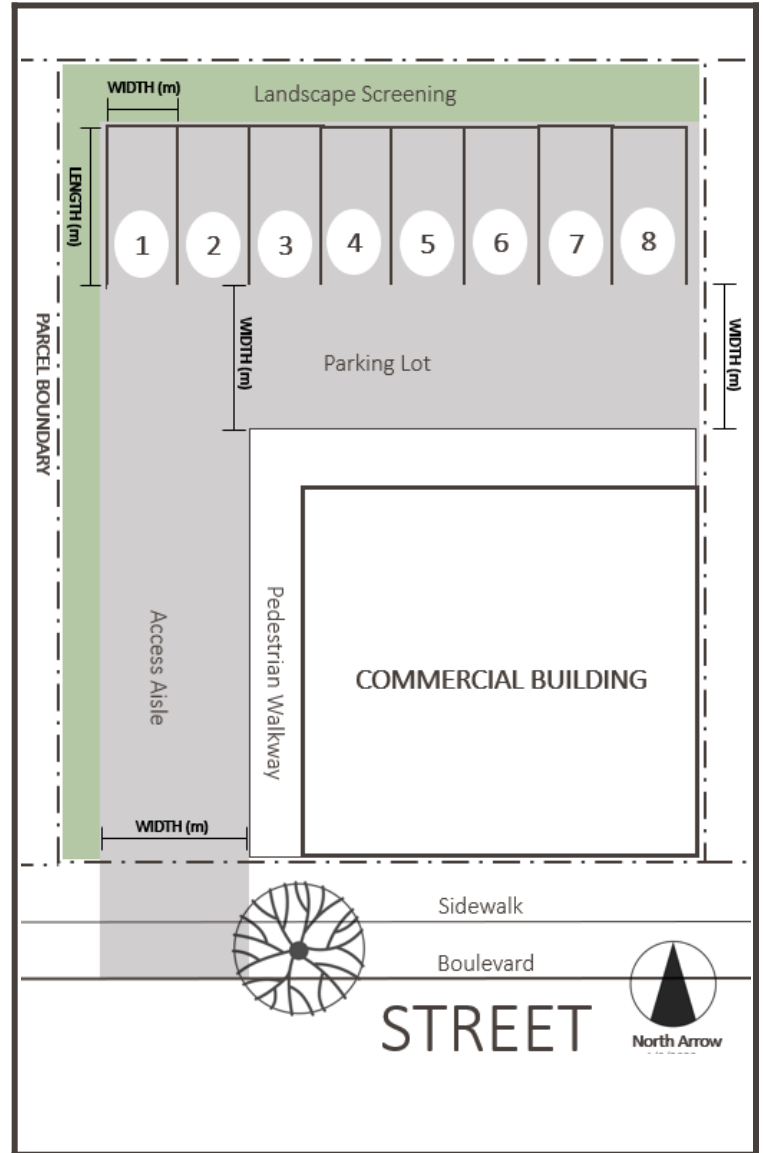 WIDTH (m)
Landscape Screening
LENGTH (m)
1
2
3
4
5
6
7
8
PARCEL BOUNDARY
WIDTH (m)
Parking Lot
WIDTH (m)
Access Aisle
Pedestrian Walkway
COMMERCIAL BUILDING
WIDTH (m)
Sidewalk
Boulevard
STREET
North Arrow